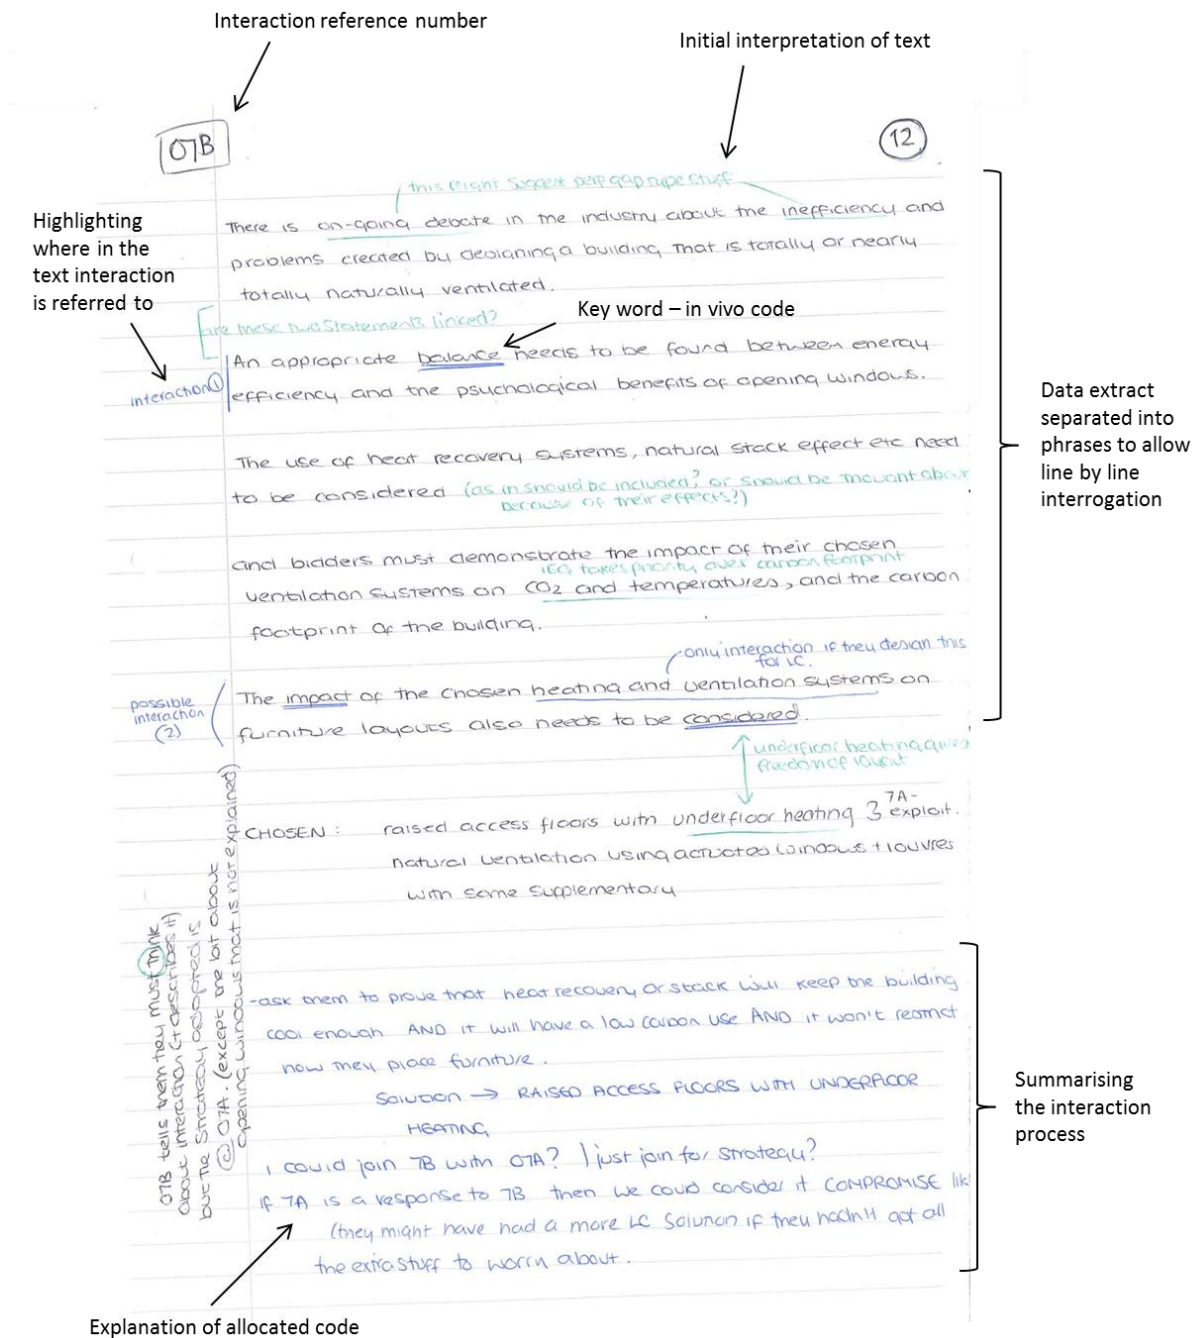 Interaction reference number
Initial interpretation of text
07B
12
this might suggest perf gap type stuff
Highlighting
where in the
text interaction
is referred to
There is on-going debate in the industry about the inefficiency and
problems created by designing a building that is totally or nearly
totally naturally ventilated.
are these two statements linked?
Key word – in vivo code
An appropriate balance needs to be found between energy
interaction ①
efficiency and the psychological benefits of opening windows.
Data extract
separated into
phrases to allow
line by line
interrogation
The use of heat recovery systems, natural stack effect etc need
to be considered (as in should be included? or should be thought about
because of their effects?)
and bidders must demonstrate the impact of their chosen
IEQ takes priority over carbon footprint
ventilation systems on CO2 and temperatures, and the carbon
footprint of the building.
only interaction if they design this
for LC.
possible
interaction
(2)
The impact of the chosen heating and ventilation systems on
furniture layouts also needs to be considered.
underfloor heating gives
freedom of layout
CHOSEN: raised access floors with underfloor heating 3 7A- exploit.
natural ventilation using actuated windows + louvres
with some supplementary
07B tells them they must think
about interaction (+ describes it)
but the strategy adopted is
@ 07A. (except the bit about
opening windows that is not explained)
-ask them to prove that heat recovery or stack will keep the building
cool enough AND it will have a low carbon use AND it won't restrict
how they place furniture.
Solution → RAISED ACCESS FLOORS WITH UNDERFLOOR
HEATING
I could join 7B with 07A? ) just join for strategy?
If 7A is a response to 7B then we could consider it COMPROMISE
(they might have had a more LC solution if they hadn't got all
the extra stuff to worry about.
Summarising
the interaction
process
Explanation of allocated code